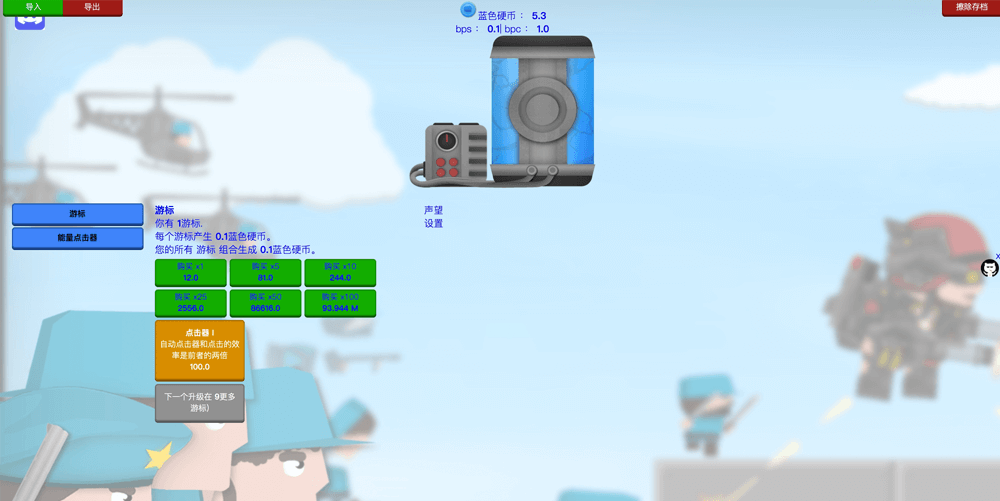 导入
导出
擦除存档
蓝色硬币： 5.3
bps： 0.1| bpc： 1.0
游标
能量点击器
游标
你有 1游标.
每个游标产生 0.1蓝色硬币。
您的所有 游标 组合生成 0.1蓝色硬币。
购买 x1
12.0
购买 x5
81.0
购买 x10
244.0
购买 x25
2556.0
购买 x50
86616.0
购买 x100
93.944 M
点击器 I
自动点击器和点击的效
率是前者的两倍
100.0
下一个升级在 9更多
游标)
声望
设置
x